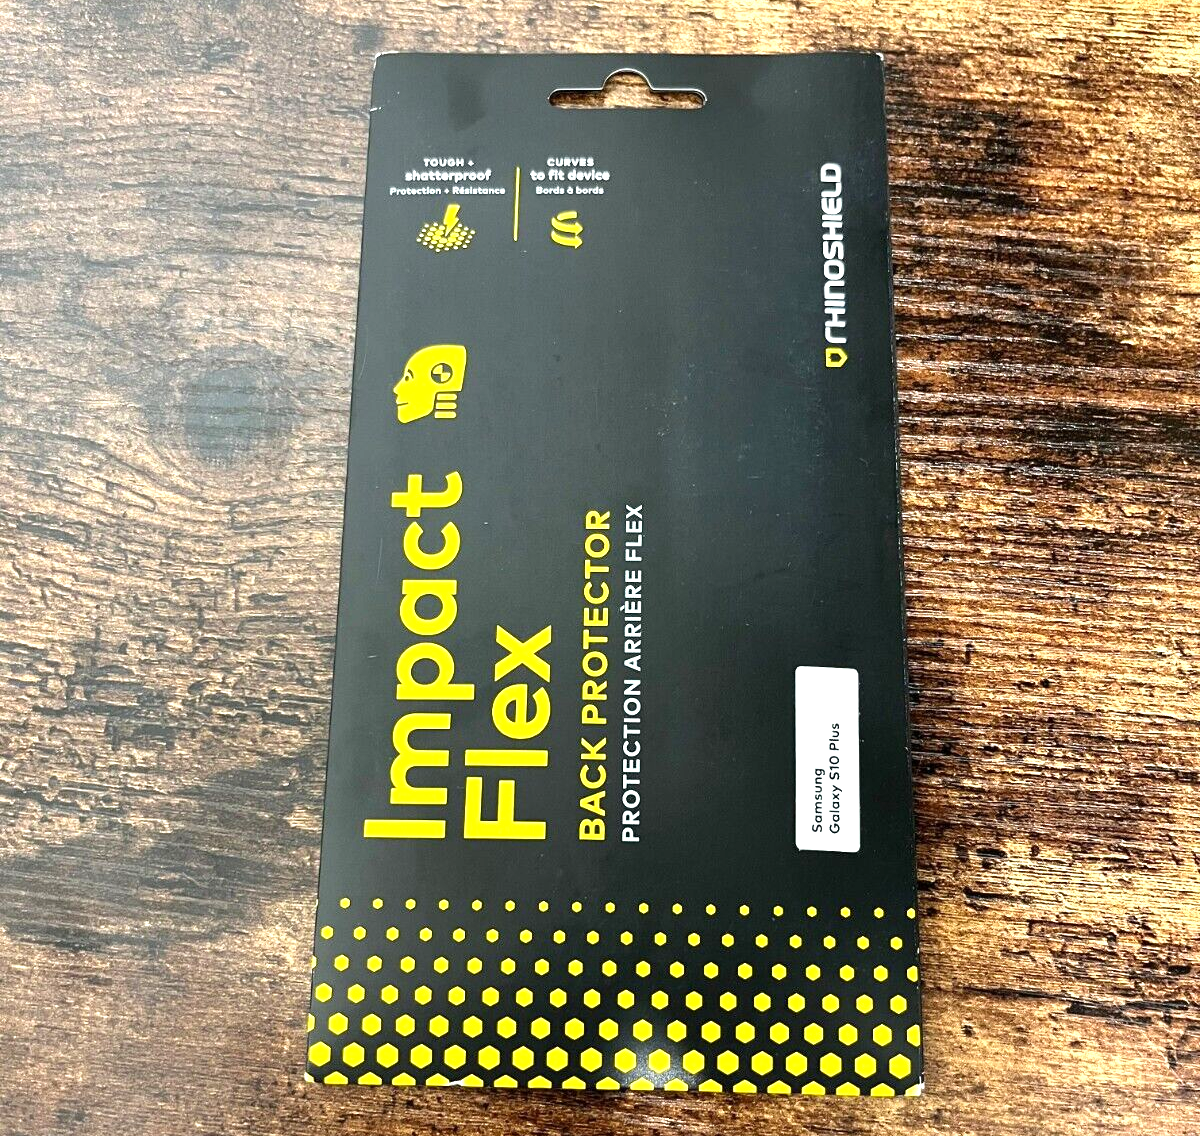 TOUGH +
shatterproof
Protection + Résistance
CURVES
to fit device
Bords à bords
RHINOSHIELD
Impact
Flex
BACK PROTECTOR
PROTECTION ARRIÈRE FLEX
Samsung
Galaxy S10 Plus